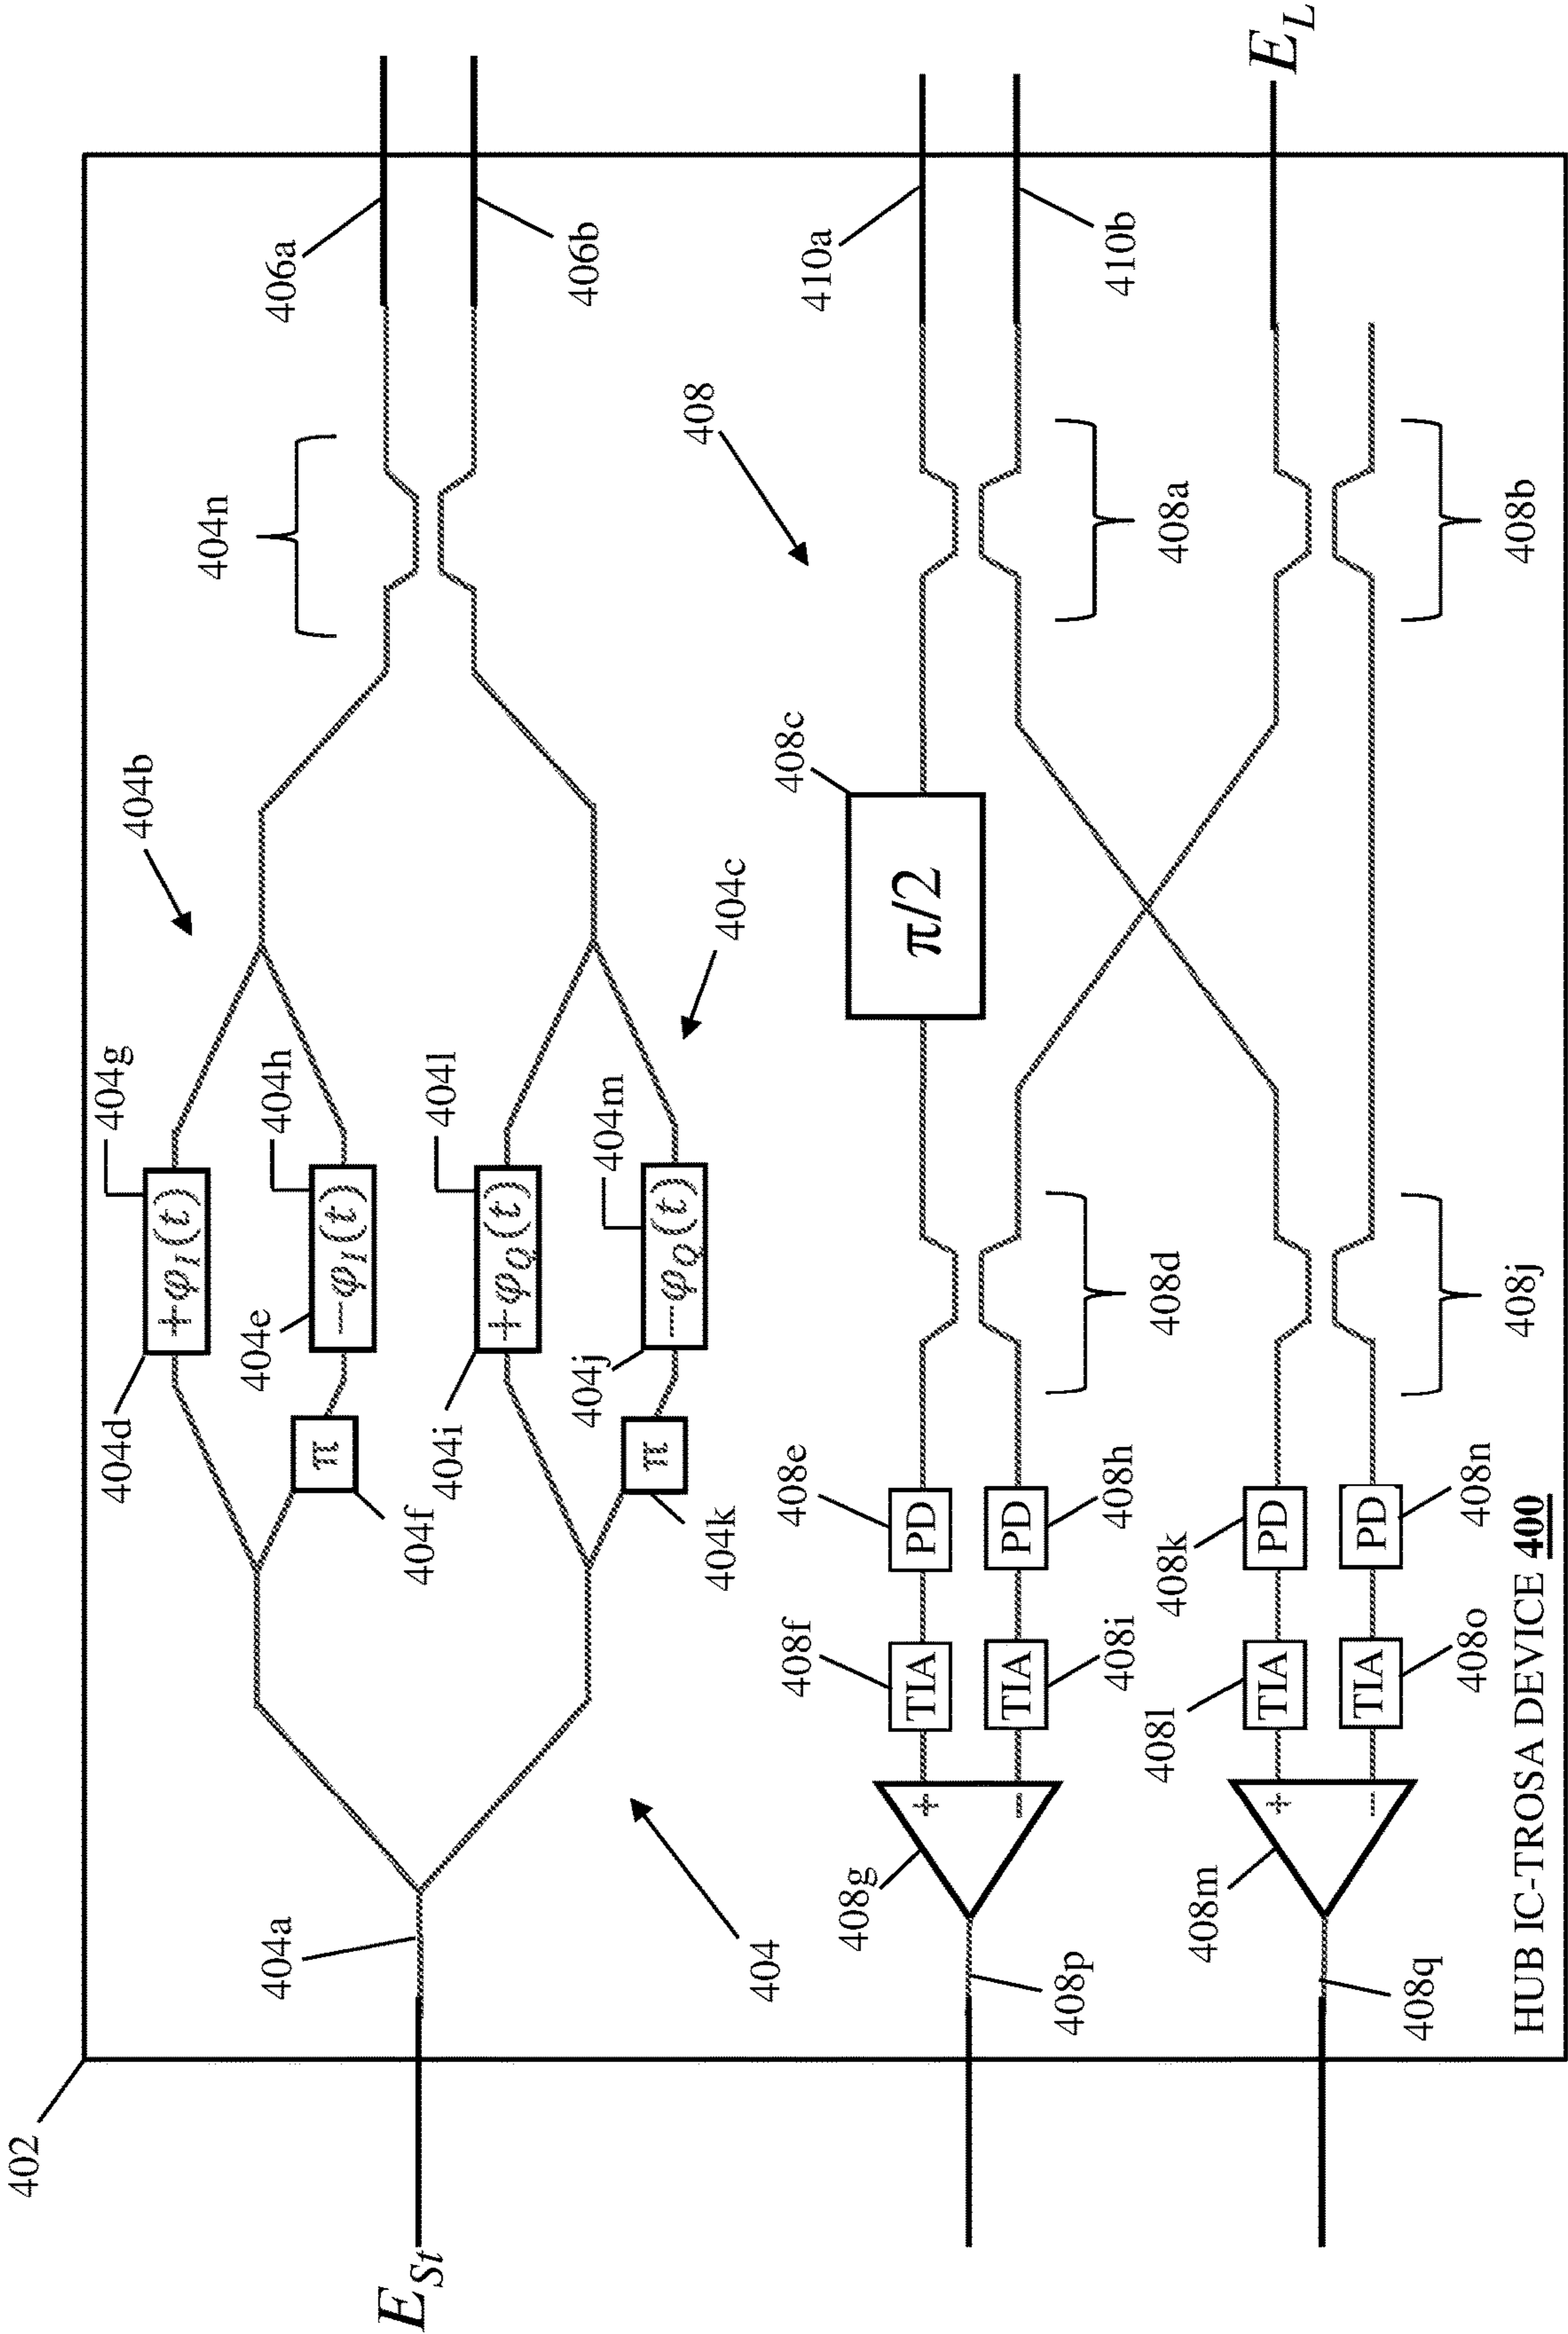 402
E_St
404a
404
404b
404c
404d
+φ_I(t)
404g
404e
−φ_I(t)
404h
404f
π
404i
+φ_Q(t)
404l
404j
−φ_Q(t)
404m
404k
π
404n
406a
406b
408
410a
410b
408a
E_L
408b
408c
π/2
408d
408j
408e
PD
408h
PD
408k
PD
408n
PD
408f
TIA
408i
TIA
408l
TIA
408o
TIA
408g
+
−
408m
+
−
408p
408q
HUB IC-TROSA DEVICE 400